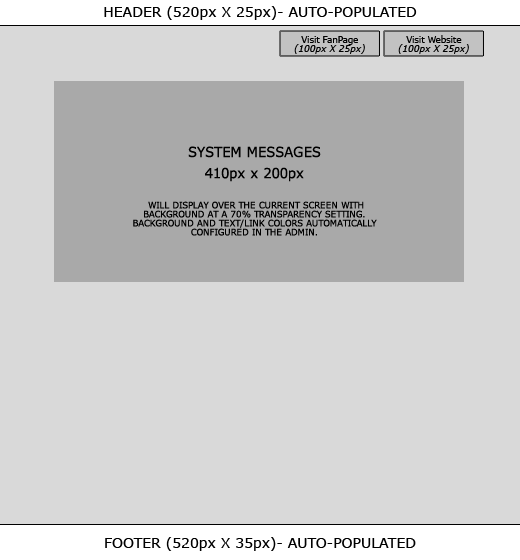 HEADER (520px X 25px)- AUTO-POPULATED
Visit FanPage
(100px X 25px)
Visit Website
(100px X 25px)
SYSTEM MESSAGES
410px x 200px
WILL DISPLAY OVER THE CURRENT SCREEN WITH
BACKGROUND AT A 70% TRANSPARENCY SETTING.
BACKGROUND AND TEXT/LINK COLORS AUTOMATICALLY
CONFIGURED IN THE ADMIN.
FOOTER (520px X 35px)- AUTO-POPULATED